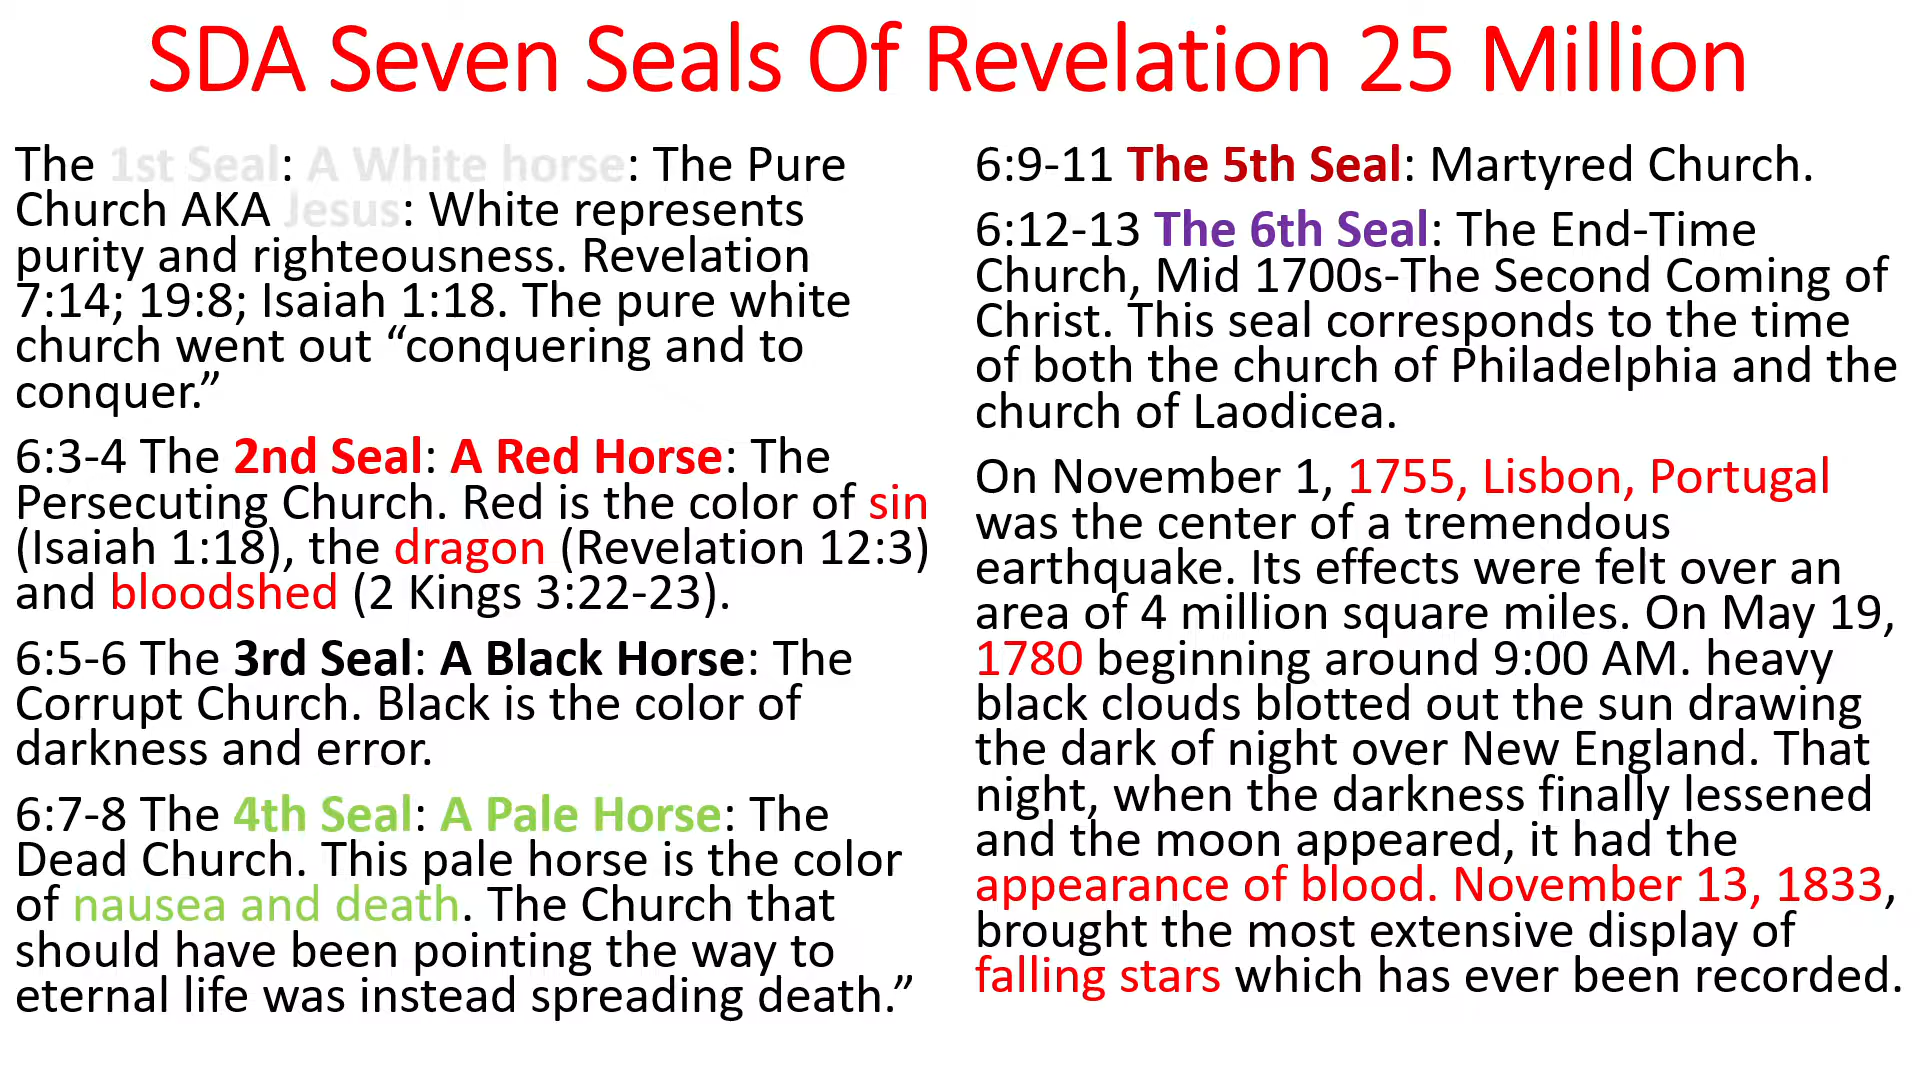 SDA Seven Seals Of Revelation 25 Million
The 1st Seal: A White horse: The Pure
Church AKA Jesus: White represents
purity and righteousness. Revelation
7:14; 19:8; Isaiah 1:18. The pure white
church went out “conquering and to
conquer.”
6:3-4 The 2nd Seal: A Red Horse: The
Persecuting Church. Red is the color of sin
(Isaiah 1:18), the dragon (Revelation 12:3)
and bloodshed (2 Kings 3:22-23).
6:5-6 The 3rd Seal: A Black Horse: The
Corrupt Church. Black is the color of
darkness and error.
6:7-8 The 4th Seal: A Pale Horse: The
Dead Church. This pale horse is the color
of nausea and death. The Church that
should have been pointing the way to
eternal life was instead spreading death.”
6:9-11 The 5th Seal: Martyred Church.
6:12-13 The 6th Seal: The End-Time
Church, Mid 1700s-The Second Coming of
Christ. This seal corresponds to the time
of both the church of Philadelphia and the
church of Laodicea.
On November 1, 1755, Lisbon, Portugal
was the center of a tremendous
earthquake. Its effects were felt over an
area of 4 million square miles. On May 19,
1780 beginning around 9:00 AM. heavy
black clouds blotted out the sun drawing
the dark of night over New England. That
night, when the darkness finally lessened
and the moon appeared, it had the
appearance of blood. November 13, 1833,
brought the most extensive display of
falling stars which has ever been recorded.